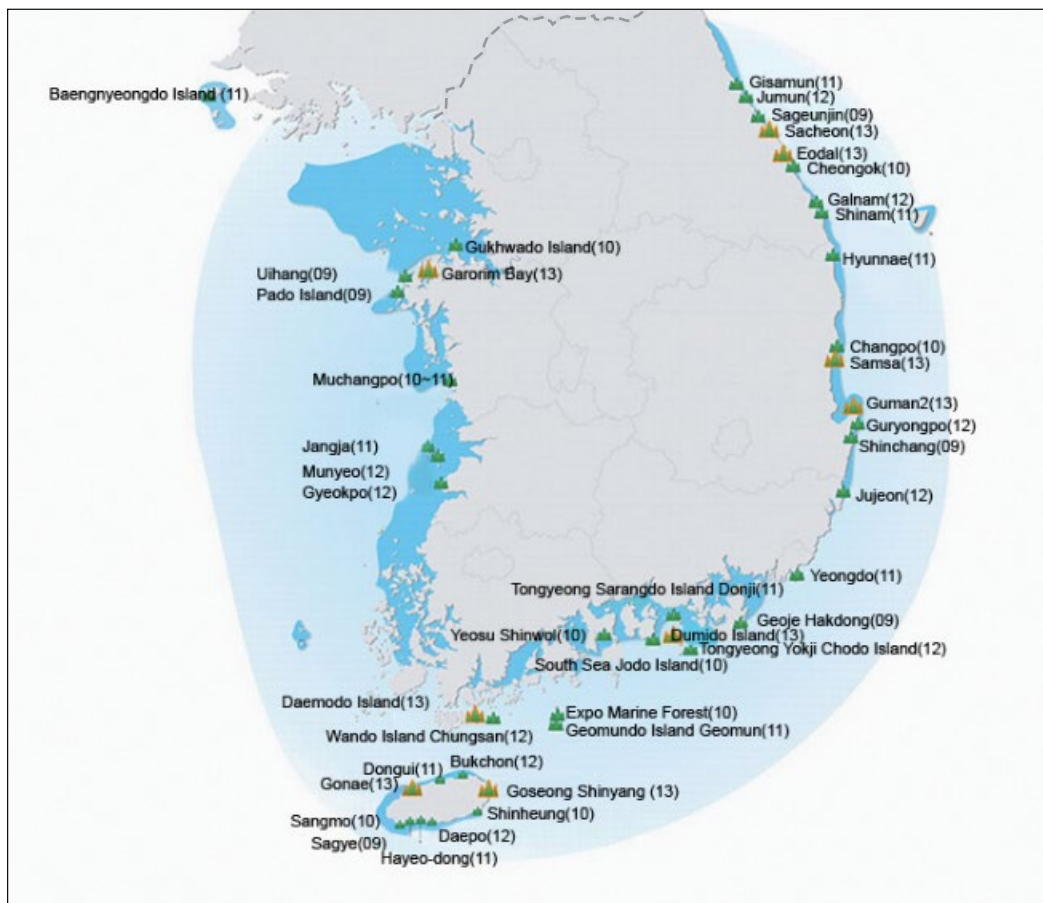 Gisamun(11)
Baengnyeongdo Island (11)
Jumun(12)
Sageunjin(09)
Sacheon(13)
Eodal(13)
Cheongok(10)
Galnam(12)
Shinam(11)
Gukhwado Island(10)
Hyunnae(11)
Uihang(09)
Garorim Bay(13)
Pado Island(09)
Changpo(10)
Samsa(13)
Muchangpo(10~11)
Guman2(13)
Guryongpo(12)
Shinchang(09)
Jangja(11)
Munyeo(12)
Gyeokpo(12)
Jujeon(12)
Yeongdo(11)
Tongyeong Sarangdo Island Donji(11)
Geoje Hakdong(09)
Yeosu Shinwol(10)
Dumido Island(13)
Tongyeong Yokji Chodo Island(12)
South Sea Jodo Island(10)
Daemodo Island(13)
Expo Marine Forest(10)
Geomundo Island Geomun(11)
Wando Island Chungsan(12)
Bukchon(12)
Dongui(11)
Gonae(13)
Goseong Shinyang (13)
Shinheung(10)
Sangmo(10)
Daepo(12)
Sagye(09)
Hayeo-dong(11)